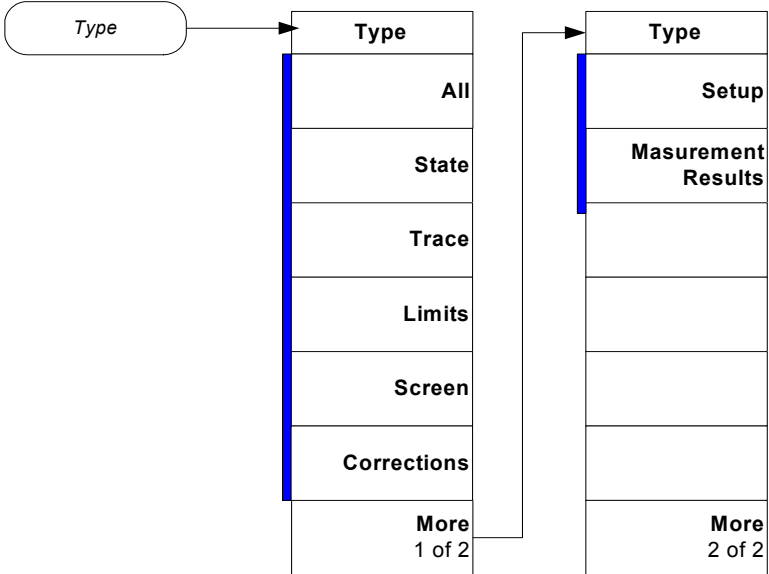 Type
Type
All
State
Trace
Limits
Screen
Corrections
More
1 of 2
Type
Setup
Masurement
Results
More
2 of 2